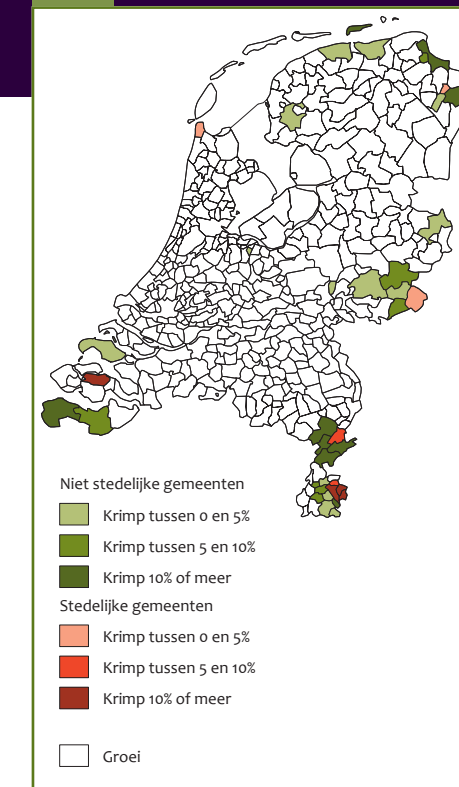 Niet stedelijke gemeenten
Krimp tussen 0 en 5%
Krimp tussen 5 en 10%
Krimp 10% of meer
Stedelijke gemeenten
Krimp tussen 0 en 5%
Krimp tussen 5 en 10%
Krimp 10% of meer
Groei